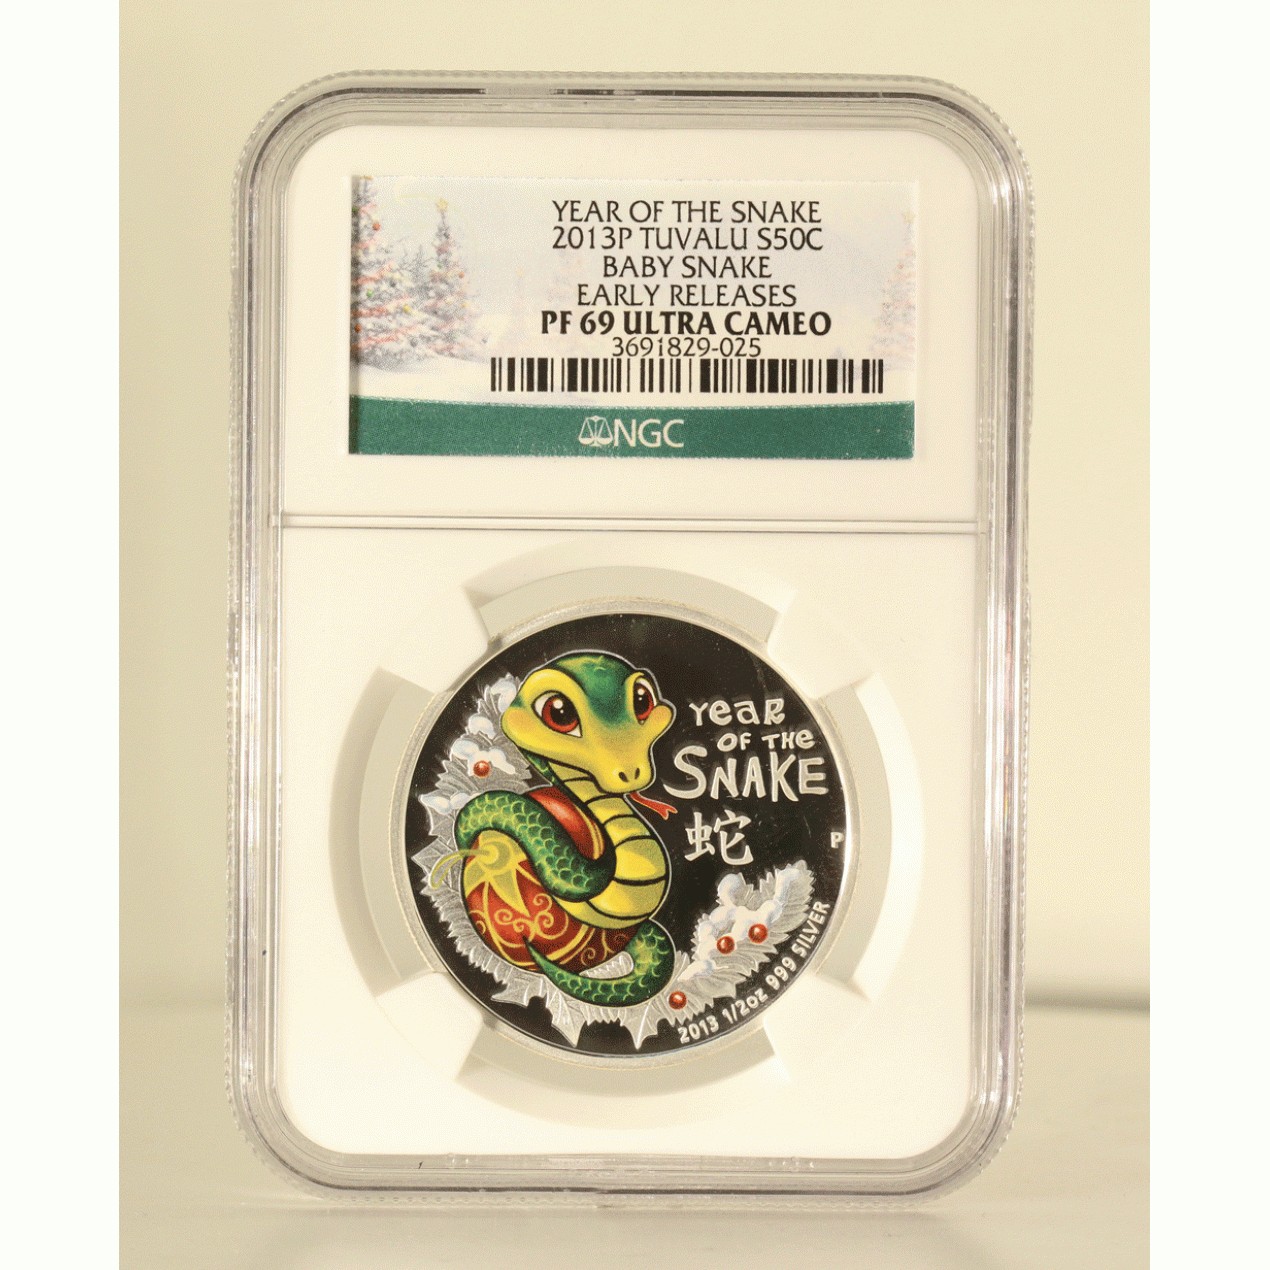 YEAR OF THE SNAKE
2013P TUVALU S50C
BABY SNAKE
EARLY RELEASES
PF 69 ULTRA CAMEO
3691829-025
NGC
YEAR
OF THE
SNAKE
蛇
P
2013 1/2oz 999 SILVER